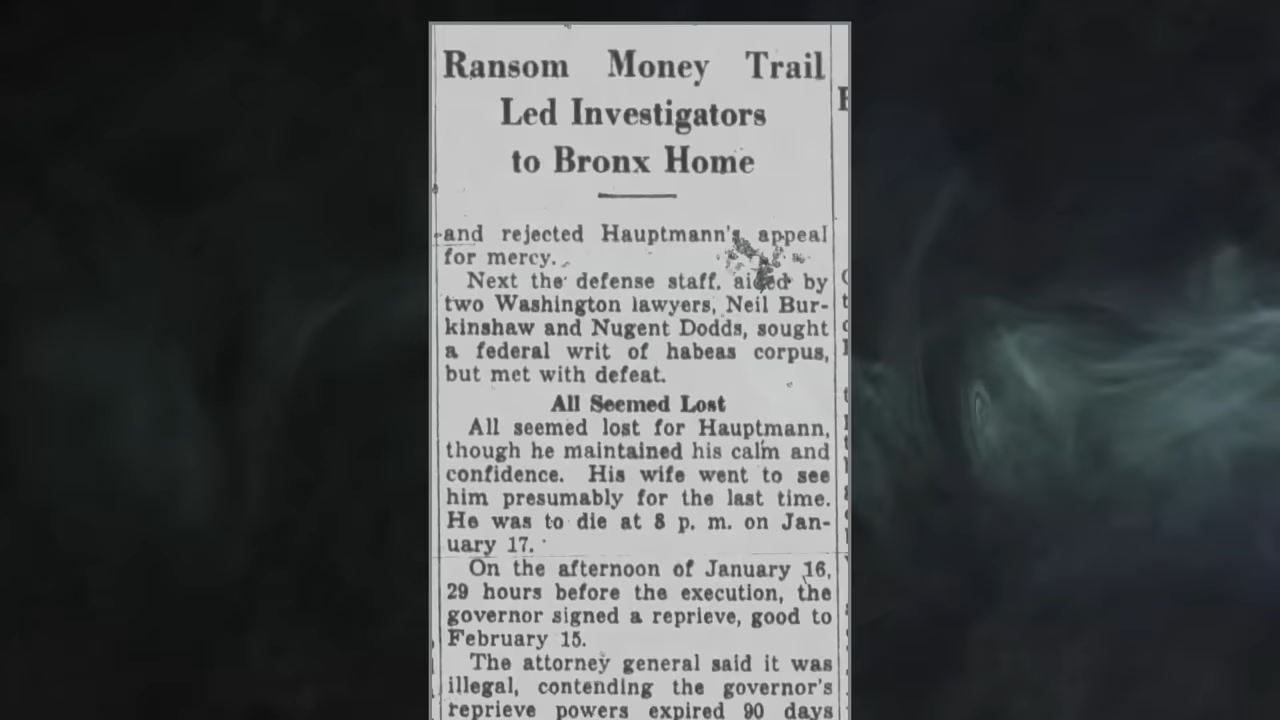 Ransom Money Trail
Led Investigators
to Bronx Home
and rejected Hauptmann's appeal
for mercy.
Next the defense staff, aided by
two Washington lawyers, Neil Bur-
kinshaw and Nugent Dodds, sought
a federal writ of habeas corpus,
but met with defeat.
All Seemed Lost
All seemed lost for Hauptmann,
though he maintained his calm and
confidence. His wife went to see
him presumably for the last time.
He was to die at 8 p. m. on Jan-
uary 17.
On the afternoon of January 16,
29 hours before the execution, the
governor signed a reprieve, good to
February 15.
The attorney general said it was
illegal, contending the governor's
reprieve powers expired 90 days